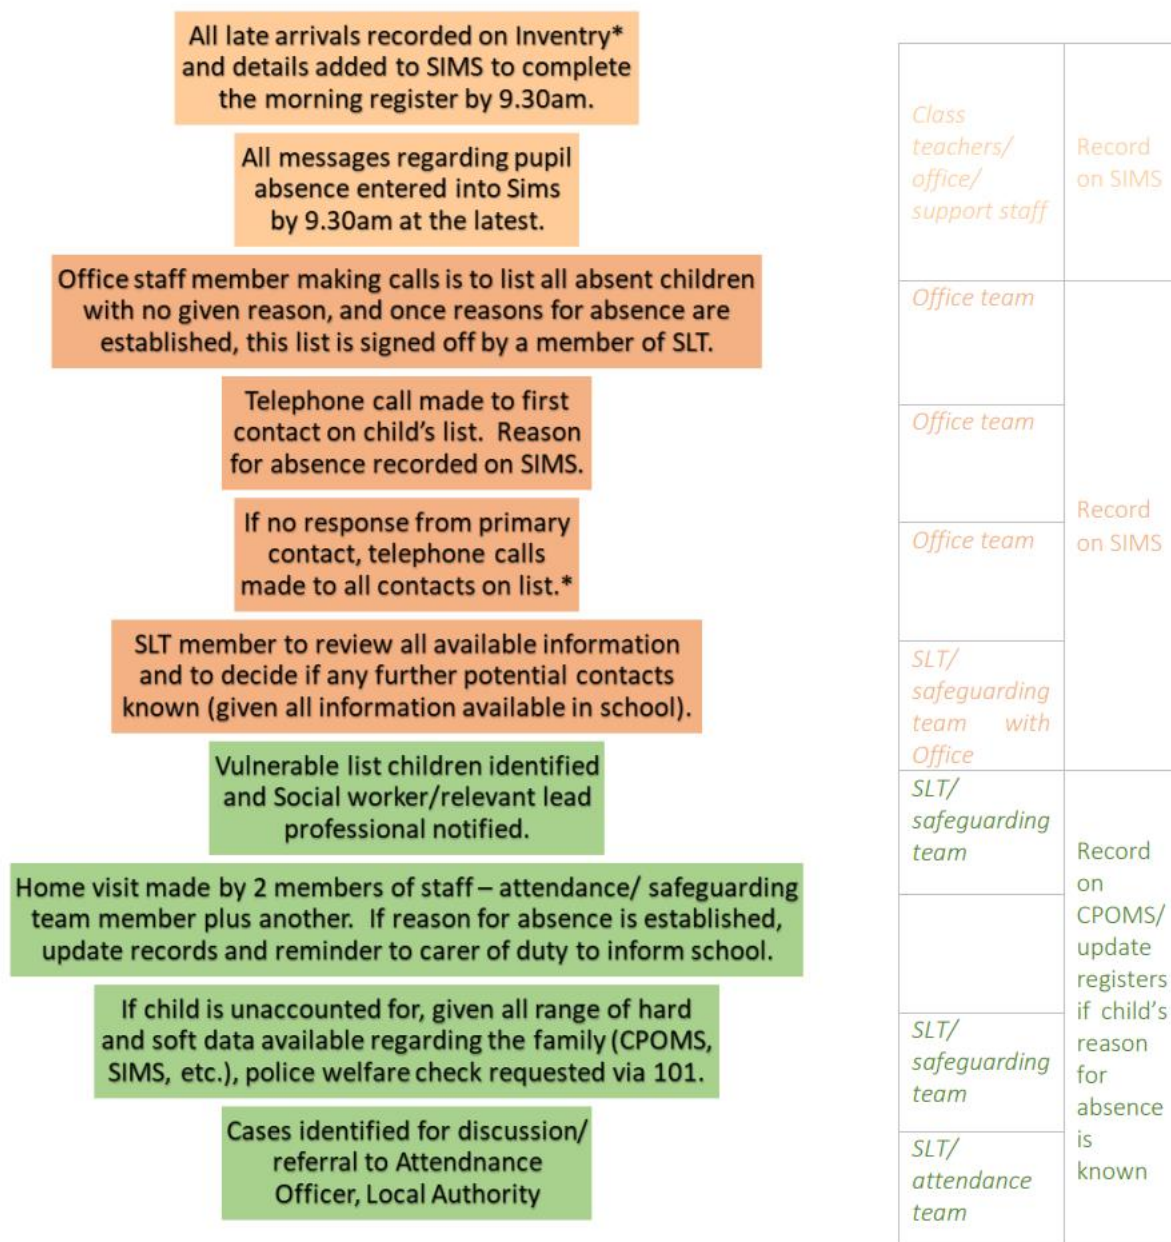 All late arrivals recorded on Inventry*
and details added to SIMS to complete
the morning register by 9.30am.
All messages regarding pupil
absence entered into Sims
by 9.30am at the latest.
Office staff member making calls is to list all absent children
with no given reason, and once reasons for absence are
established, this list is signed off by a member of SLT.
Telephone call made to first
contact on child's list.  Reason
for absence recorded on SIMS.
If no response from primary
contact, telephone calls
made to all contacts on list.*
SLT member to review all available information
and to decide if any further potential contacts
known (given all information available in school).
Vulnerable list children identified
and Social worker/relevant lead
professional notified.
Home visit made by 2 members of staff – attendance/ safeguarding
team member plus another.  If reason for absence is established,
update records and reminder to carer of duty to inform school.
If child is unaccounted for, given all range of hard
and soft data available regarding the family (CPOMS,
SIMS, etc.), police welfare check requested via 101.
Cases identified for discussion/
referral to Attendnance
Officer, Local Authority
Class
teachers/
office/
support staff
Record
on SIMS
Office team
Office team
Office team
SLT/
safeguarding
team with
Office
Record
on SIMS
SLT/
safeguarding
team
SLT/
safeguarding
team
SLT/
attendance
team
Record
on
CPOMS/
update
registers
if child's
reason
for
absence
is
known